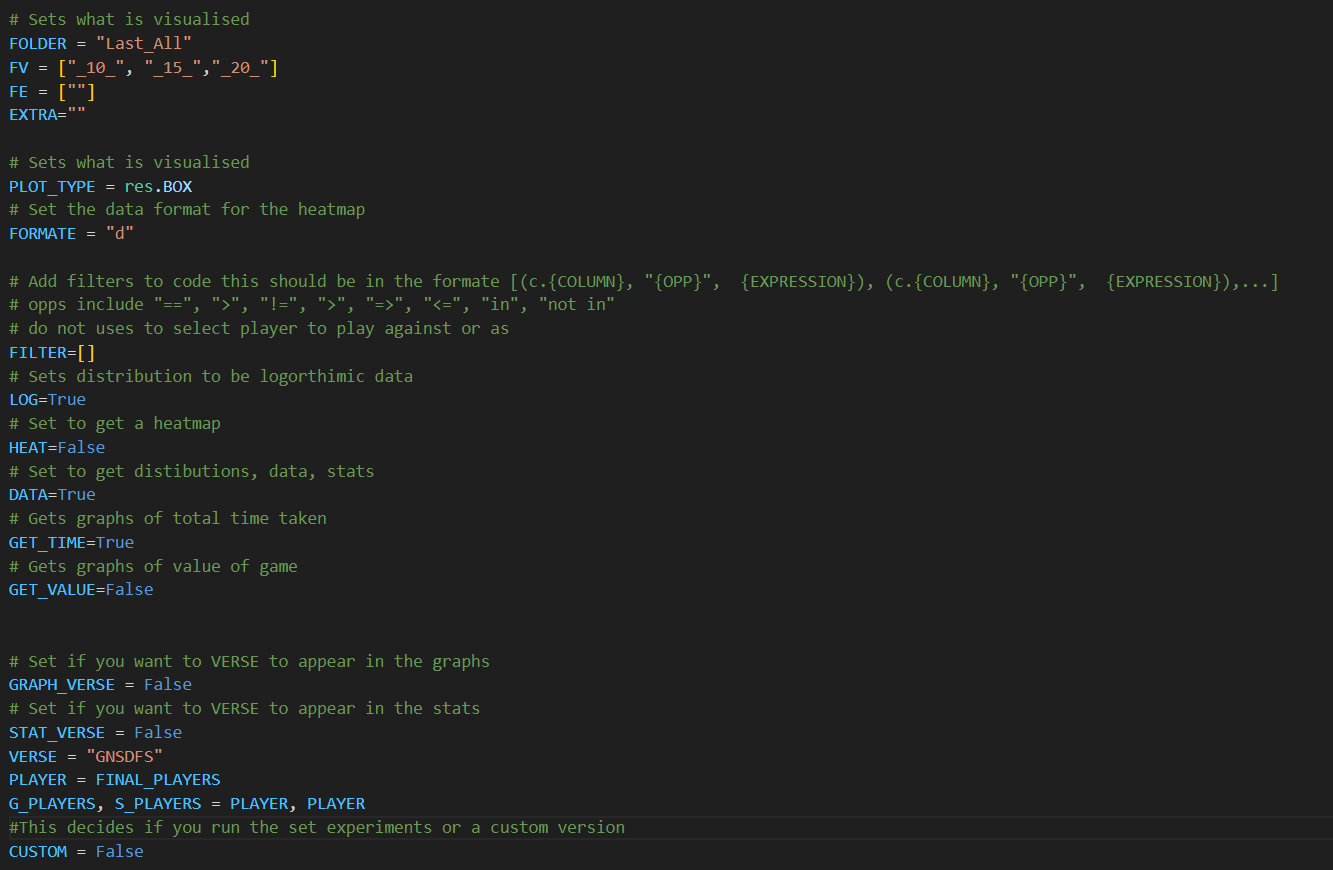 # Sets what is visualised
FOLDER = "Last_All"
FV = ["_10_", "_15_","_20_"]
FE = [""]
EXTRA=""
# Sets what is visualised
PLOT_TYPE = res.BOX
# Set the data format for the heatmap
FORMATE = "d"
# Add filters to code this should be in the formate [(c.{COLUMN}, "{OPP}",  {EXPRESSION}), (c.{COLUMN}, "{OPP}",  {EXPRESSION}),...]
# opps include "==", ">", "!=", ">", "=>", "<=", "in", "not in"
# do not uses to select player to play against or as
FILTER=[]
# Sets distribution to be logorthimic data
LOG=True
# Set to get a heatmap
HEAT=False
# Set to get distibutions, data, stats
DATA=True
# Gets graphs of total time taken
GET_TIME=True
# Gets graphs of value of game
GET_VALUE=False
# Set if you want to VERSE to appear in the graphs
GRAPH_VERSE = False
# Set if you want to VERSE to appear in the stats
STAT_VERSE = False
VERSE = "GNSDFS"
PLAYER = FINAL_PLAYERS
G_PLAYERS, S_PLAYERS = PLAYER, PLAYER
#This decides if you run the set experiments or a custom version
CUSTOM = False